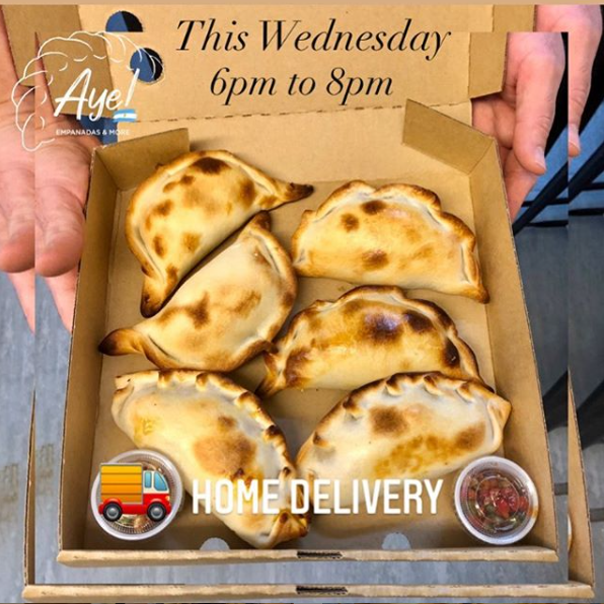 This Wednesday
6pm to 8pm
Aye!
EMPANADAS & MORE
HOME DELIVERY